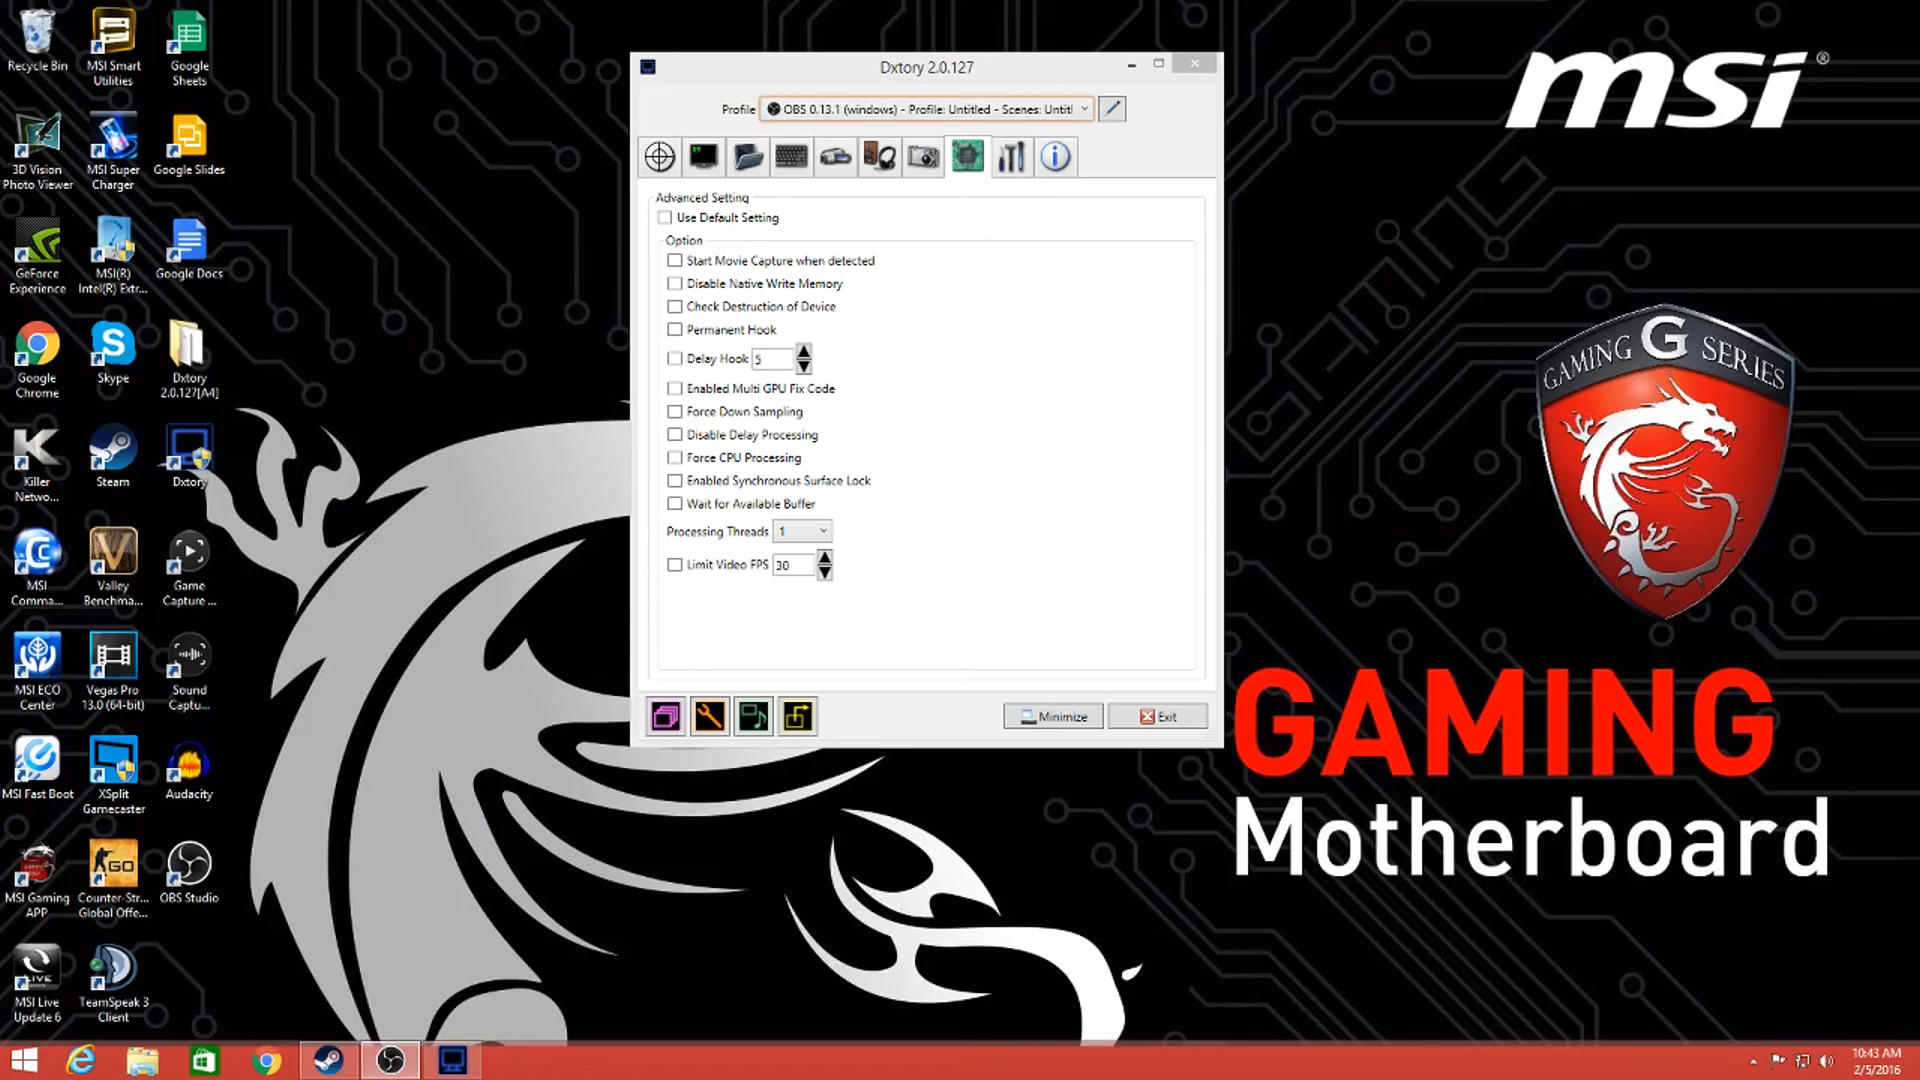 Recycle Bin
MSI Smart
Utilities
Google
Sheets
3D Vision
Photo Viewer
MSI Super
Charger
Google Slides
GeForce
Experience
MSI(R)
Intel(R) Extr...
Google Docs
Google
Chrome
Skype
Dxtory
2.0.127[A4]
Killer
Netwo...
Steam
Dxtory
MSI
Comma...
Valley
Benchma...
Game
Capture ...
MSI ECO
Center
Vegas Pro
13.0 (64-bit)
Sound
Captu...
MSI Fast Boot
XSplit
Gamecaster
Audacity
MSI Gaming
APP
Counter-Str...
Global Offe...
OBS Studio
MSI Live
Update 6
TeamSpeak 3
Client
Dxtory 2.0.127
Profile
OBS 0.13.1 (windows) - Profile: Untitled - Scenes: Untitl
Advanced Setting
Use Default Setting
Option
Start Movie Capture when detected
Disable Native Write Memory
Check Destruction of Device
Permanent Hook
Delay Hook 5
Enabled Multi GPU Fix Code
Force Down Sampling
Disable Delay Processing
Force CPU Processing
Enabled Synchronous Surface Lock
Wait for Available Buffer
Processing Threads 1
Limit Video FPS 30
Minimize
Exit
msi®
GAMING
GAMING G SERIES
GAMING
Motherboard
10:43 AM
2/5/2016